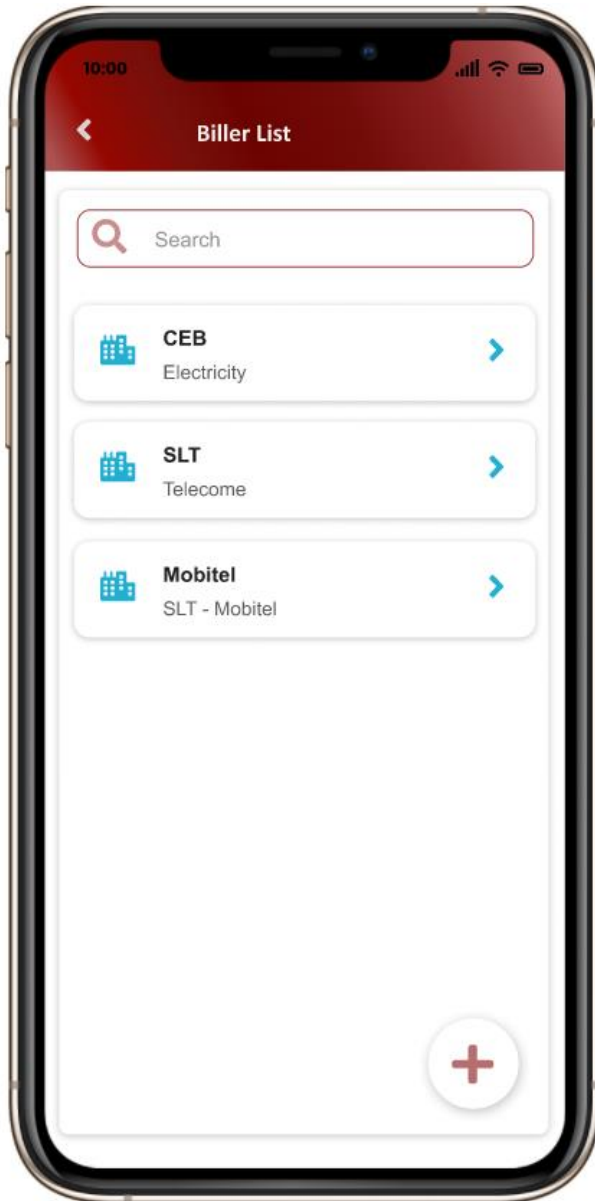 10:00
Biller List
Search
CEB
Electricity
SLT
Telecome
Mobitel
SLT - Mobitel